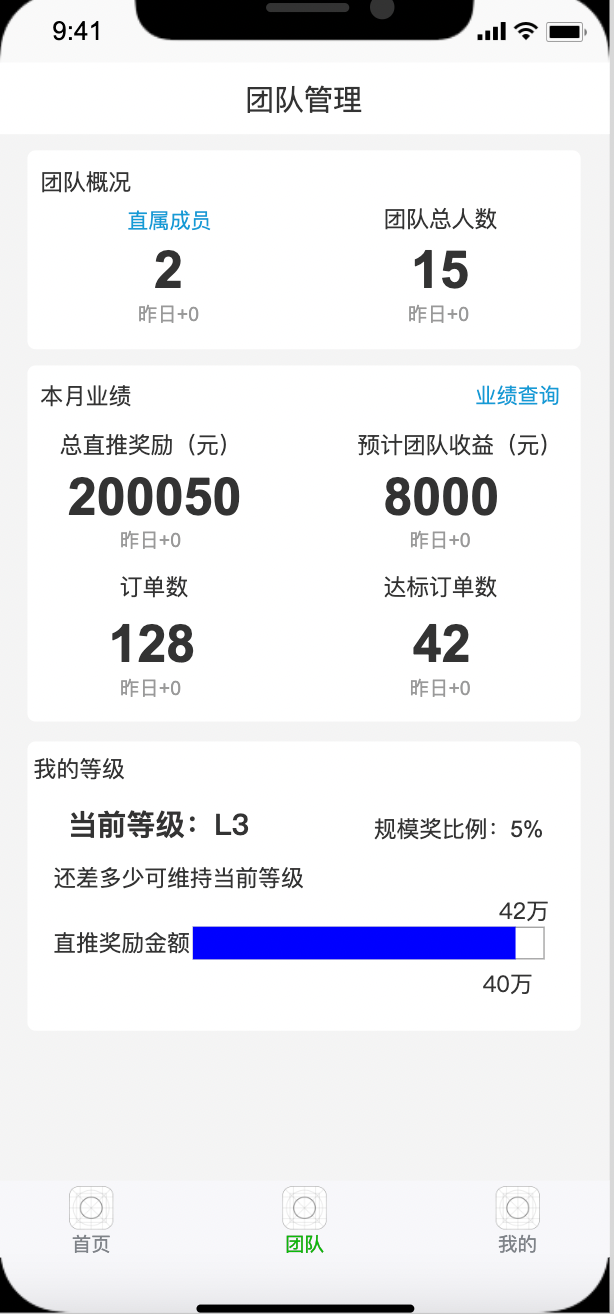 9:41
团队管理
团队概况
直属成员 团队总人数
2 15
昨日+0 昨日+0
本月业绩 业绩查询
总直推奖励（元） 预计团队收益（元）
200050 8000
昨日+0 昨日+0
订单数 达标订单数
128 42
昨日+0 昨日+0
我的等级
当前等级：L3 规模奖比例：5%
还差多少可维持当前等级
42万
直推奖励金额
40万
首页 团队 我的